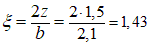 ξ = 2z/b = 2·1,5/2,1 = 1,43